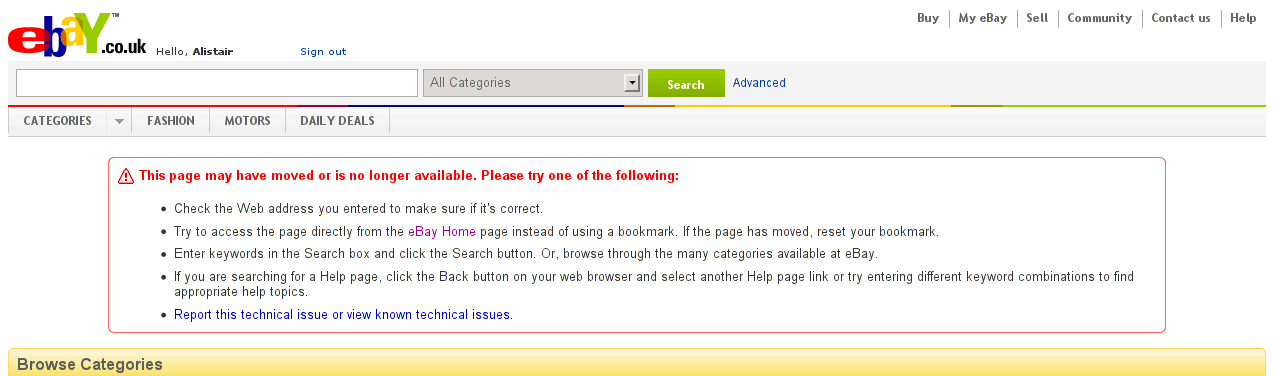 ebaY™.co.uk
Hello, Alistair
Sign out
Buy
My eBay
Sell
Community
Contact us
Help
All Categories
Search
Advanced
CATEGORIES
FASHION
MOTORS
DAILY DEALS
This page may have moved or is no longer available. Please try one of the following:
Check the Web address you entered to make sure if it's correct.
Try to access the page directly from the eBay Home page instead of using a bookmark. If the page has moved, reset your bookmark.
Enter keywords in the Search box and click the Search button. Or, browse through the many categories available at eBay.
If you are searching for a Help page, click the Back button on your web browser and select another Help page link or try entering different keyword combinations to find
appropriate help topics.
Report this technical issue or view known technical issues.
Browse Categories